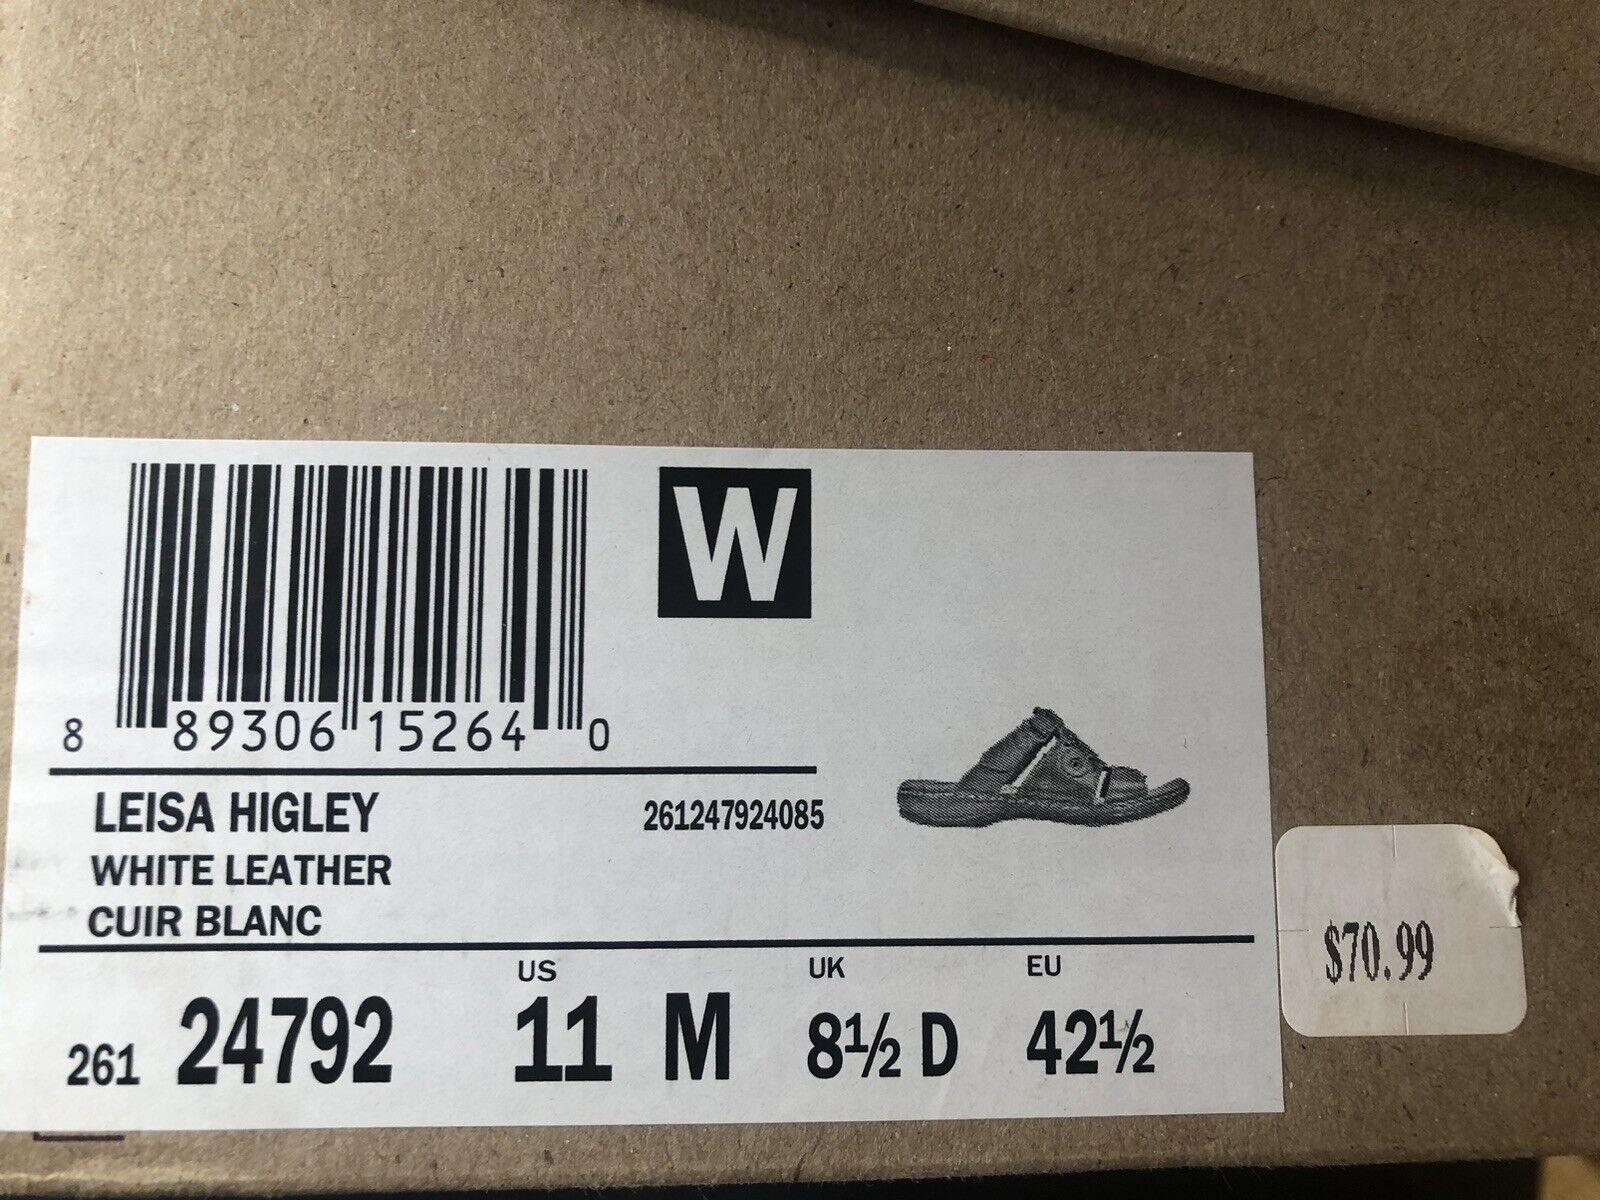 W
8 89306 15264 0
LEISA HIGLEY 261247924085
WHITE LEATHER
CUIR BLANC
US UK EU
261 24792 11 M 8½ D 42½
$70.99